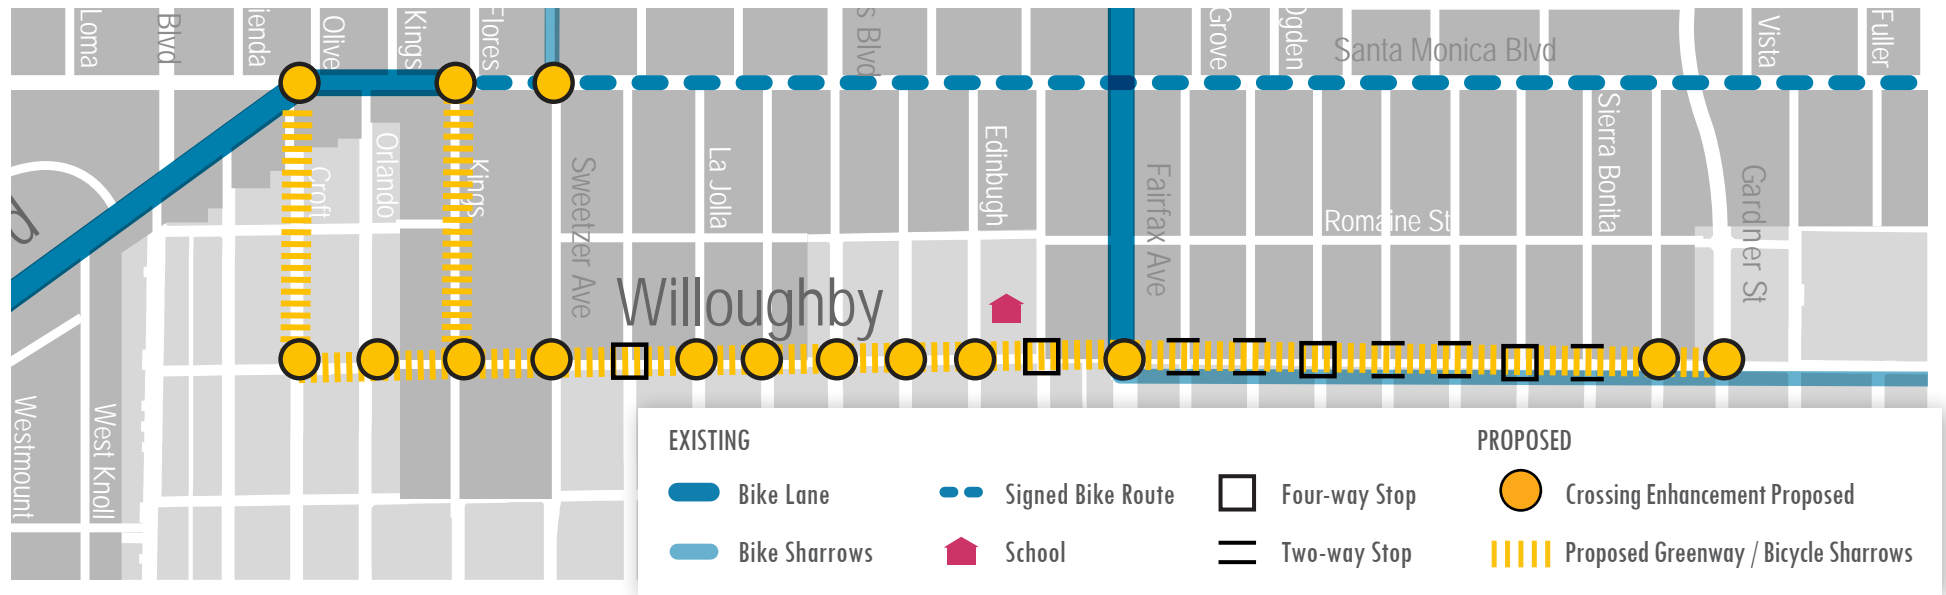 Loma
Blvd
ienda
Olive
Kings
Flores
s Blvd
Grove
Ogden
Santa Monica Blvd
Vista
Fuller
Croft
Orlando
Kings
Sweetzer Ave
La Jolla
Edinburgh
Fairfax Ave
Romaine St
Sierra Bonita
Gardner St
Willoughby
Westmount
West Knoll
EXISTING
PROPOSED
Bike Lane
Signed Bike Route
Four-way Stop
Crossing Enhancement Proposed
Bike Sharrows
School
Two-way Stop
Proposed Greenway / Bicycle Sharrows